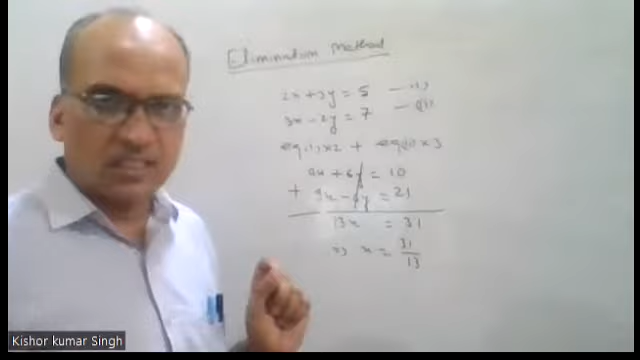 Elimination Method
2x + 3y = 5 — (i)
3x - 2y = 7 — (ii)
eq(i) x 2 + eq(ii) x 3
4x + 6y = 10
+ 9x - 6y = 21
13x = 31
=> x = 31/13
Kishor kumar Singh